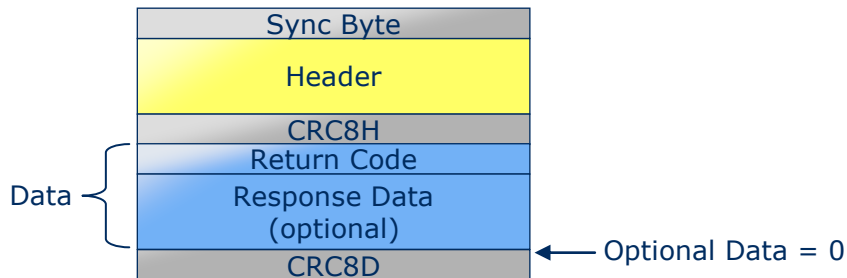 Sync Byte
Header
CRC8H
Return Code
Data
Response Data
(optional)
Optional Data = 0
CRC8D